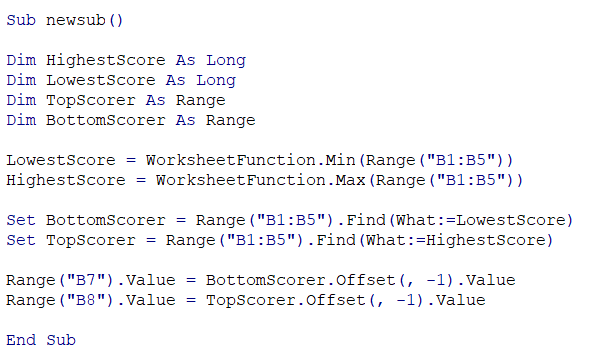 Sub newsub()
Dim HighestScore As Long
Dim LowestScore As Long
Dim TopScorer As Range
Dim BottomScorer As Range
LowestScore = WorksheetFunction.Min(Range("B1:B5"))
HighestScore = WorksheetFunction.Max(Range("B1:B5"))
Set BottomScorer = Range("B1:B5").Find(What:=LowestScore)
Set TopScorer = Range("B1:B5").Find(What:=HighestScore)
Range("B7").Value = BottomScorer.Offset(, -1).Value
Range("B8").Value = TopScorer.Offset(, -1).Value
End Sub